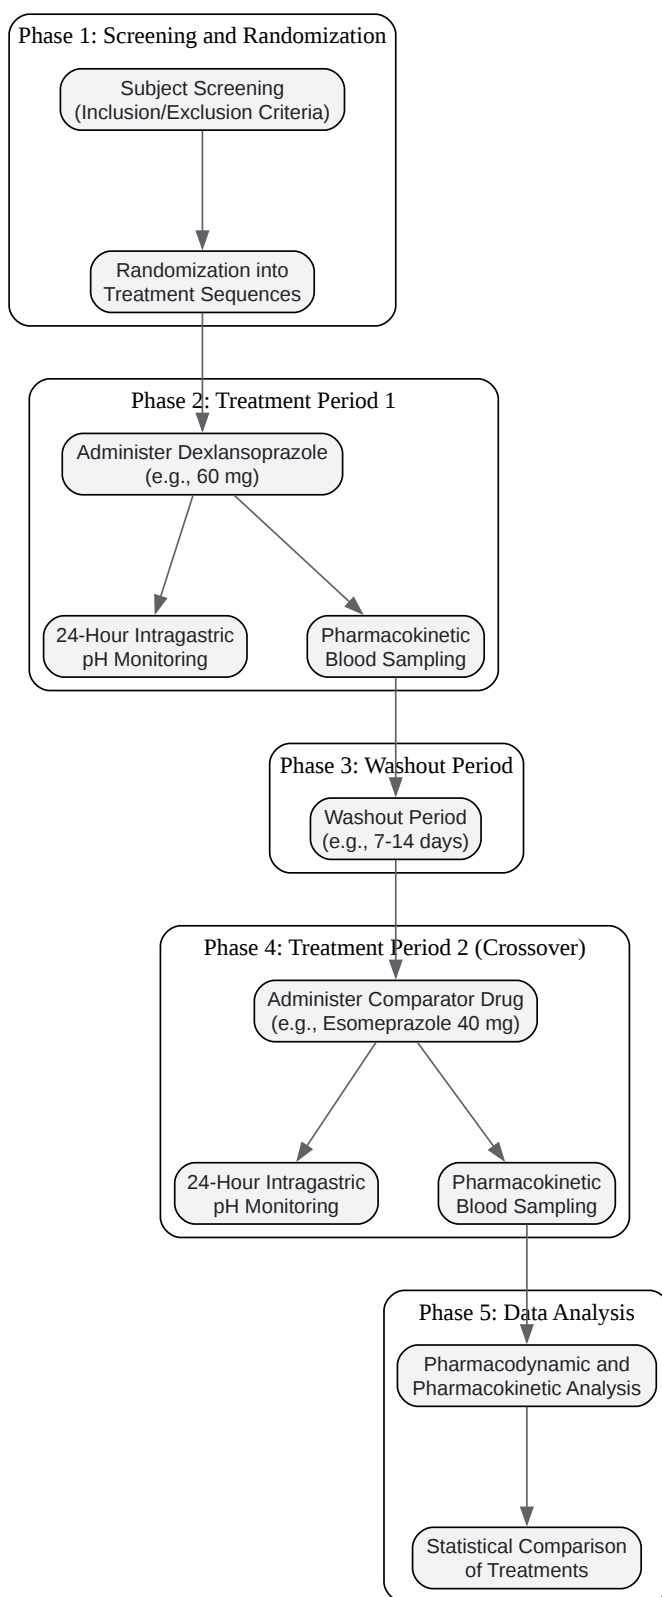 Phase 1: Screening and Randomization
Subject Screening
(Inclusion/Exclusion Criteria)
Randomization into
Treatment Sequences
Phase 2: Treatment Period 1
Administer Dexlansoprazole
(e.g., 60 mg)
24-Hour Intragastric
pH Monitoring
Pharmacokinetic
Blood Sampling
Phase 3: Washout Period
Washout Period
(e.g., 7-14 days)
Phase 4: Treatment Period 2 (Crossover)
Administer Comparator Drug
(e.g., Esomeprazole 40 mg)
24-Hour Intragastric
pH Monitoring
Pharmacokinetic
Blood Sampling
Phase 5: Data Analysis
Pharmacodynamic and
Pharmacokinetic Analysis
Statistical Comparison
of Treatments